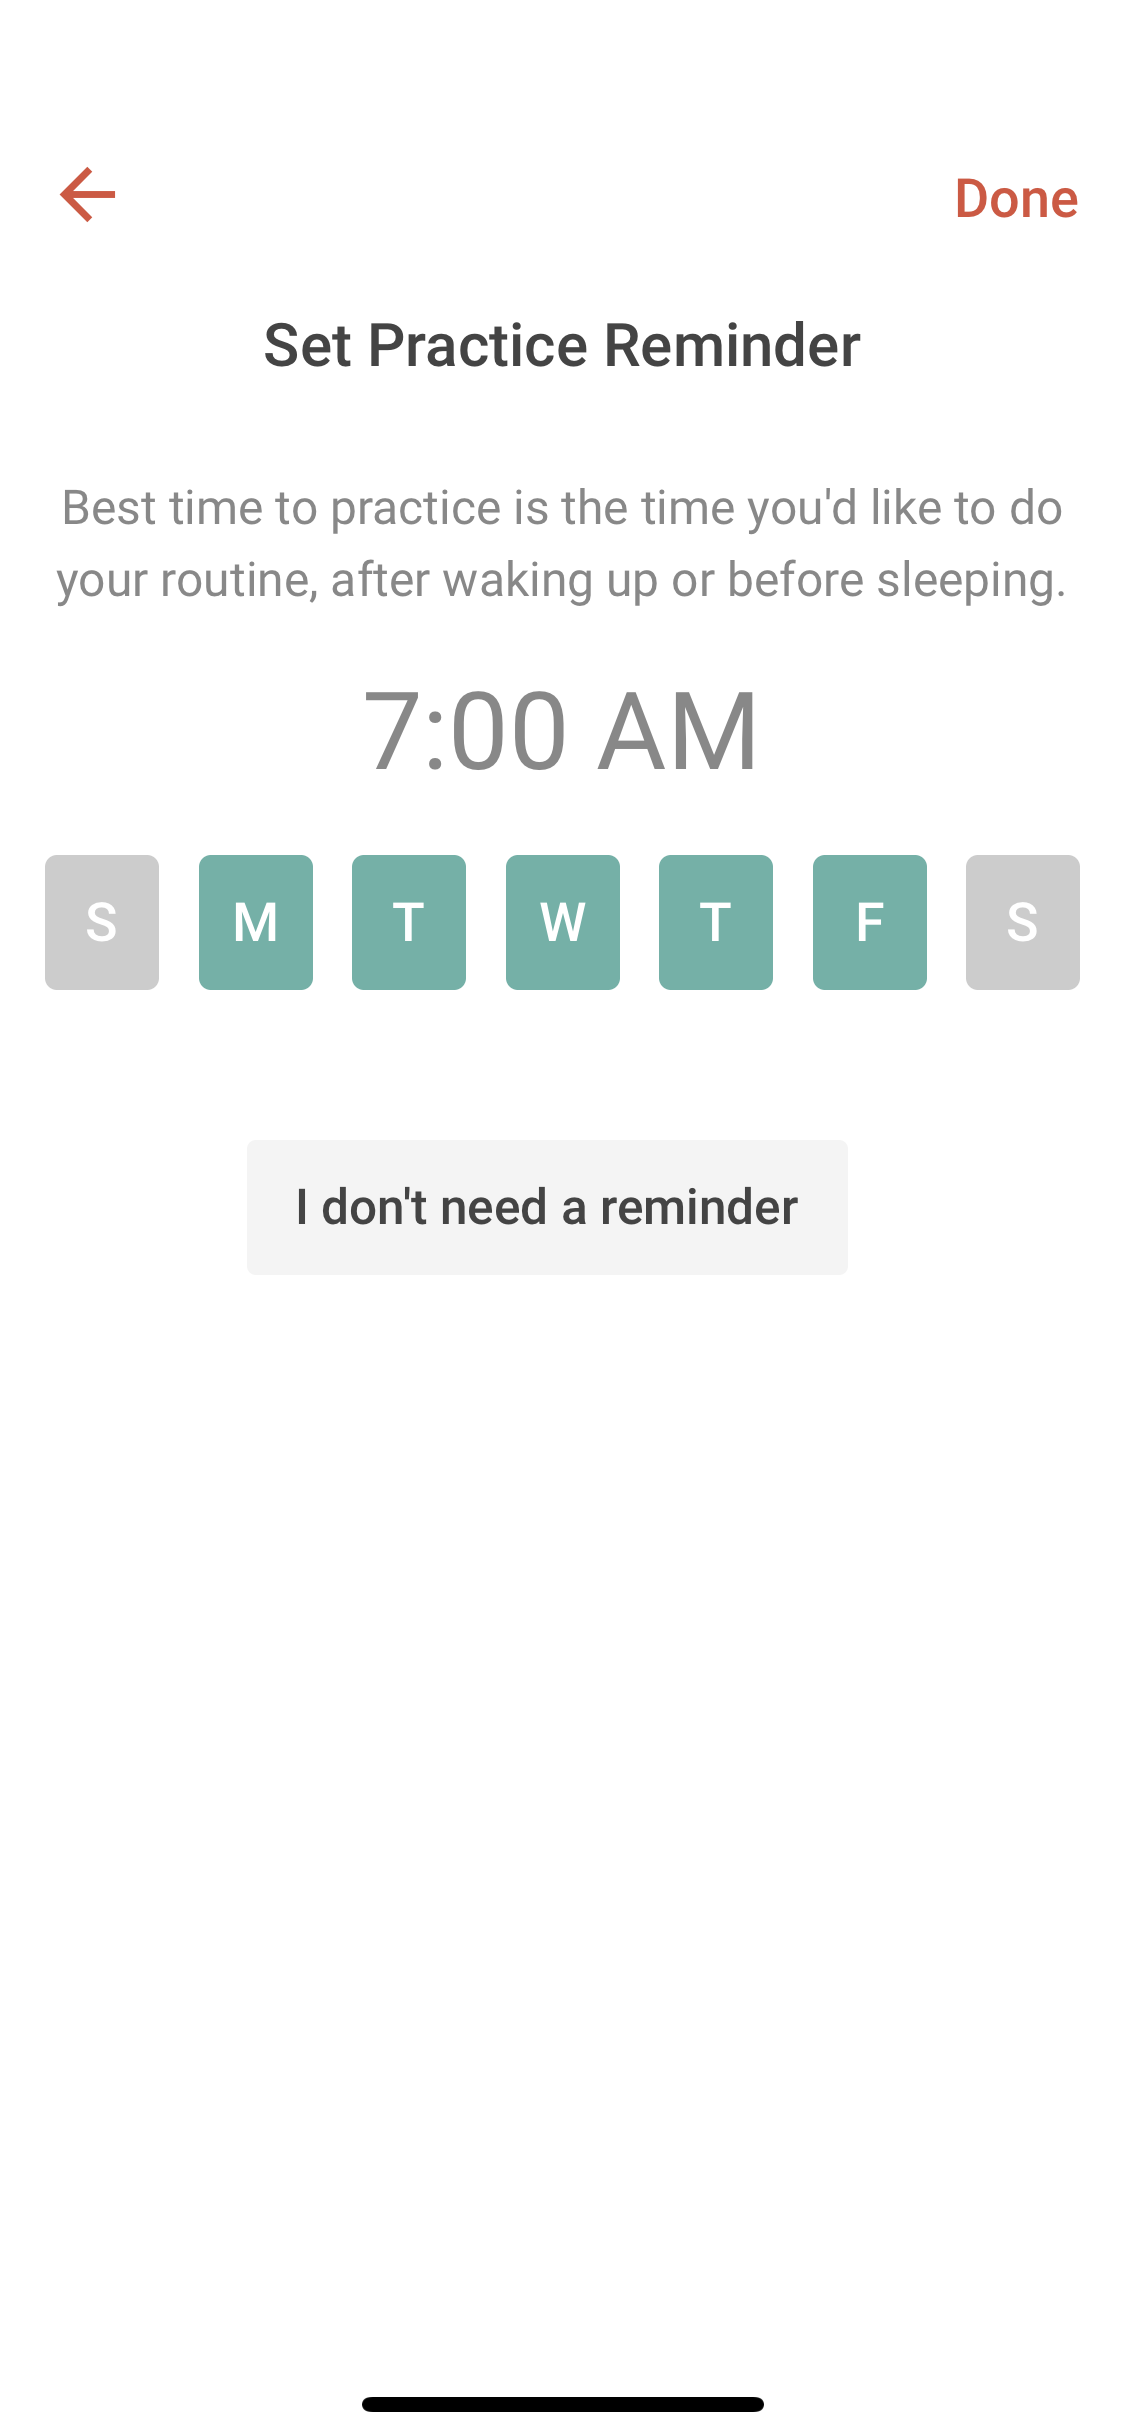 Done
Set Practice Reminder
Best time to practice is the time you'd like to do
your routine, after waking up or before sleeping.
7:00 AM
S M T W T F S
I don't need a reminder